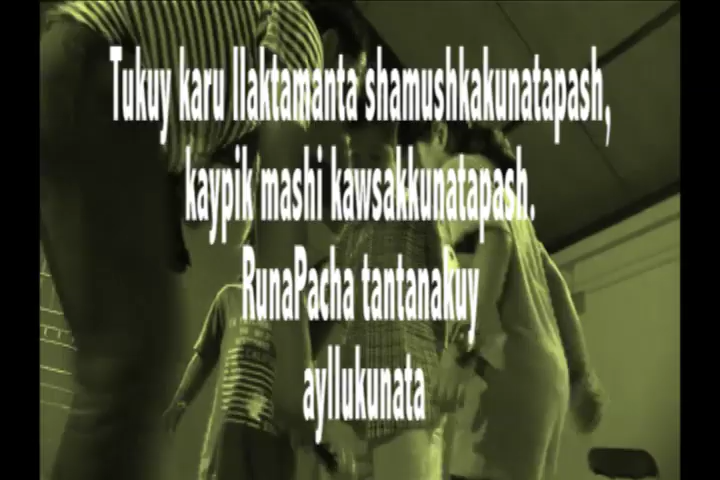 Tukuy karu llaktamanta shamushkakunatapash,
kaypik mashi kawsakkunatapash.
RunaPacha tantanakuy
ayllukunata